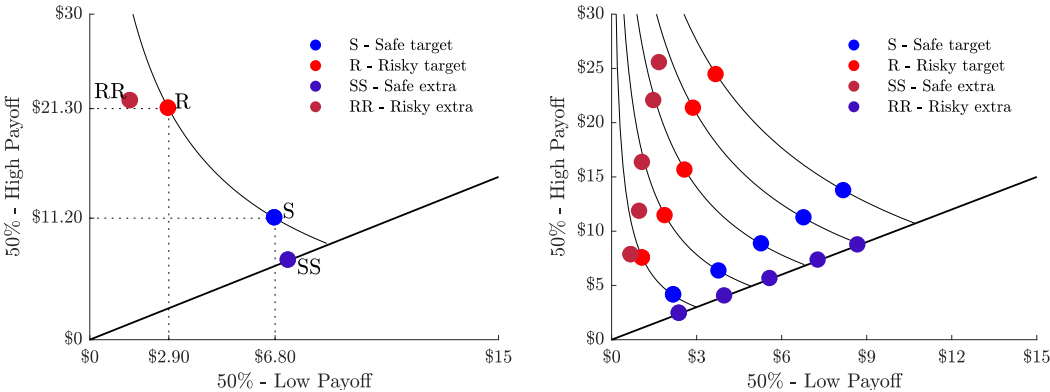 $30
$21.30
$11.20
$0
50% - High Payoff
S - Safe target
R - Risky target
SS - Safe extra
RR - Risky extra
RR
R
S
SS
$0
$2.90
$6.80
$15
50% - Low Payoff
$30
$25
$20
$15
$10
$5
$0
50% - High Payoff
S - Safe target
R - Risky target
SS - Safe extra
RR - Risky extra
$0
$3
$6
$9
$12
$15
50% - Low Payoff